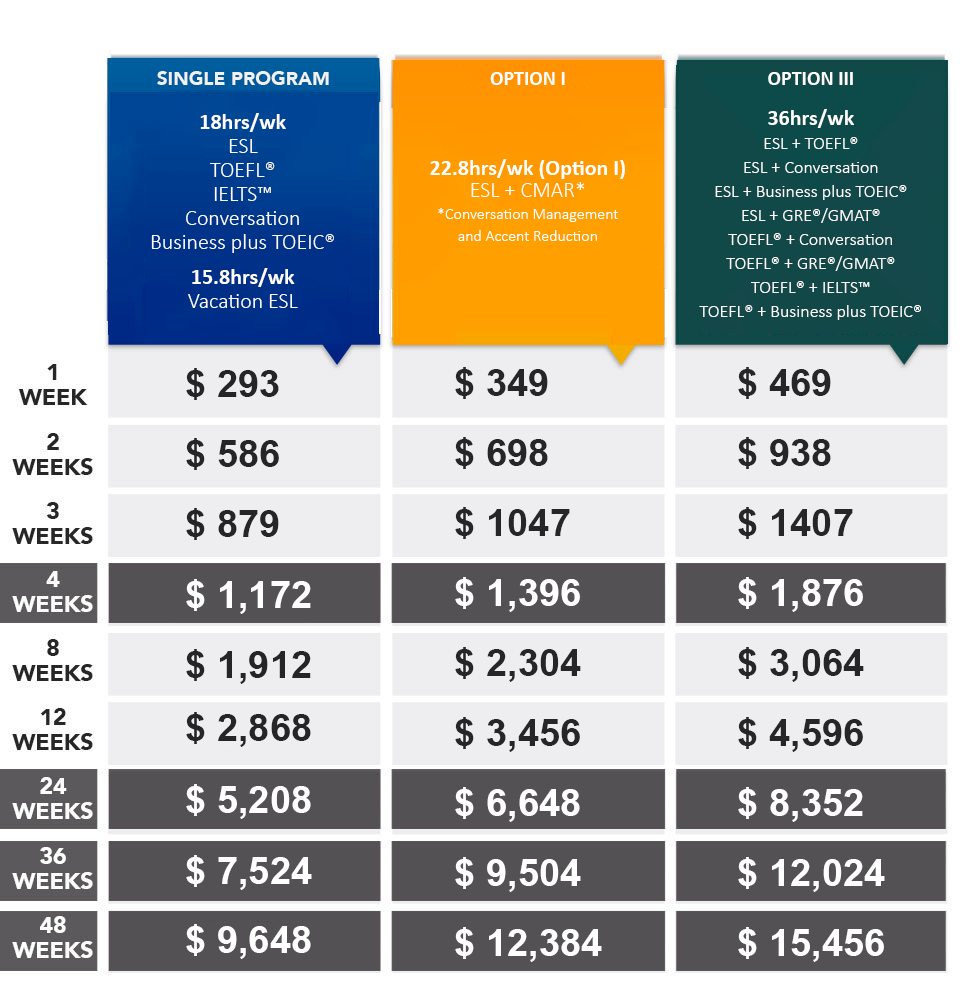 SINGLE PROGRAM
18hrs/wk
ESL
TOEFL®
IELTS™
Conversation
Business plus TOEIC®
15.8hrs/wk
Vacation ESL
OPTION I
22.8hrs/wk (Option I)
ESL + CMAR*
*Conversation Management
and Accent Reduction
OPTION III
36hrs/wk
ESL + TOEFL®
ESL + Conversation
ESL + Business plus TOEIC®
ESL + GRE®/GMAT®
TOEFL® + Conversation
TOEFL® + GRE®/GMAT®
TOEFL® + IELTS™
TOEFL® + Business plus TOEIC®
1
WEEK
$ 293
$ 349
$ 469
2
WEEKS
$ 586
$ 698
$ 938
3
WEEKS
$ 879
$ 1047
$ 1407
4
WEEKS
$ 1,172
$ 1,396
$ 1,876
8
WEEKS
$ 1,912
$ 2,304
$ 3,064
12
WEEKS
$ 2,868
$ 3,456
$ 4,596
24
WEEKS
$ 5,208
$ 6,648
$ 8,352
36
WEEKS
$ 7,524
$ 9,504
$ 12,024
48
WEEKS
$ 9,648
$ 12,384
$ 15,456